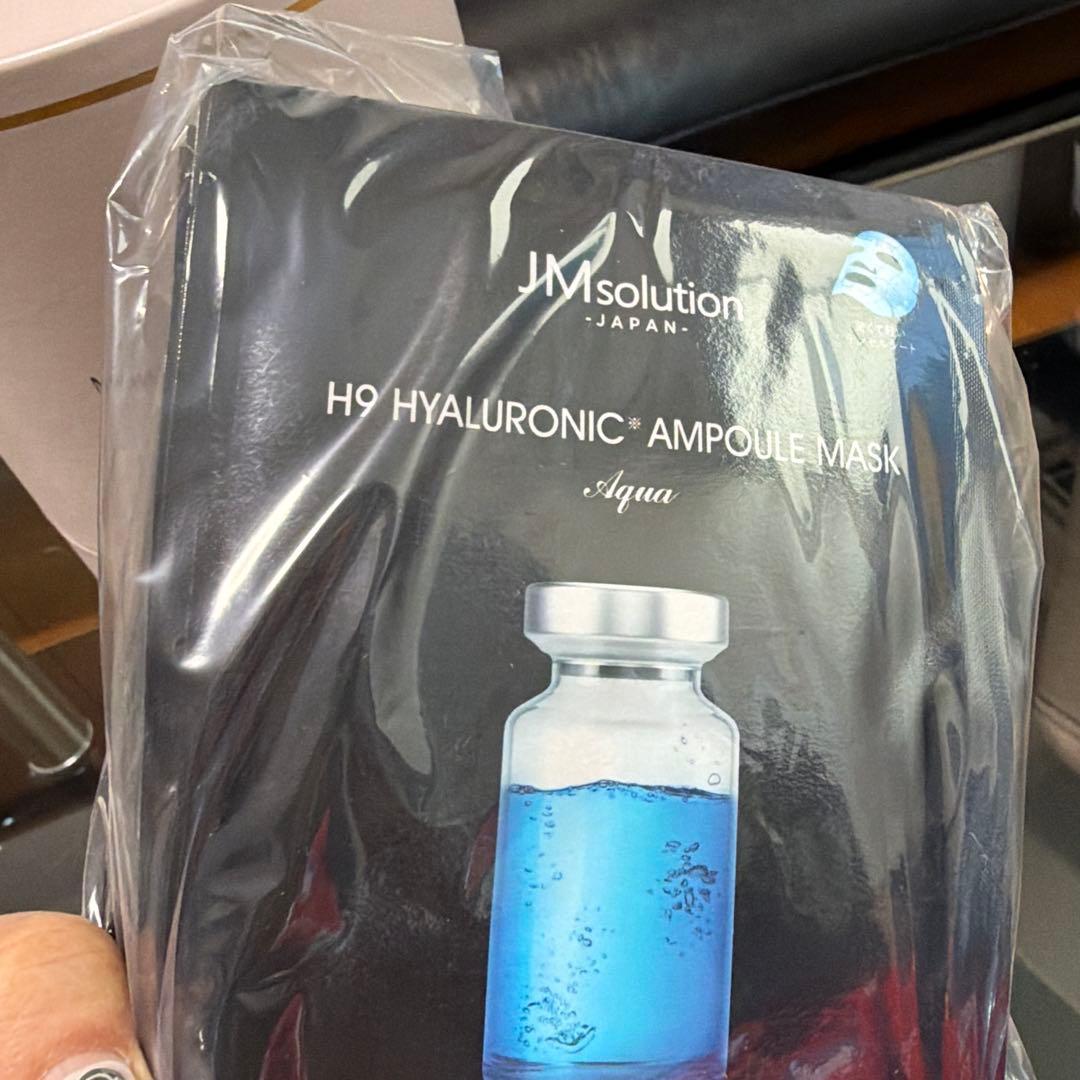 JMsolution
-JAPAN-
H9 HYALURONIC※ AMPOULE MASK
Aqua